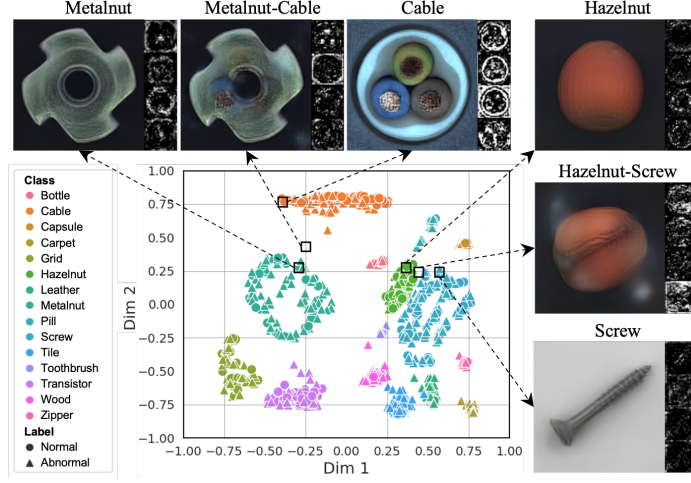 Metalnut
Metalnut-Cable
Cable
Hazelnut
Class
Bottle
Cable
Capsule
Carpet
Grid
Hazelnut
Leather
Metalnut
Pill
Screw
Tile
Toothbrush
Transistor
Wood
Zipper
Label
Normal
Abnormal
Dim 2
1.00
0.75
0.50
0.25
0.00
−0.25
−0.50
−0.75
−1.00
−1.00 −0.75 −0.50 −0.25 0.00 0.25 0.50 0.75 1.00
Dim 1
Hazelnut-Screw
Screw